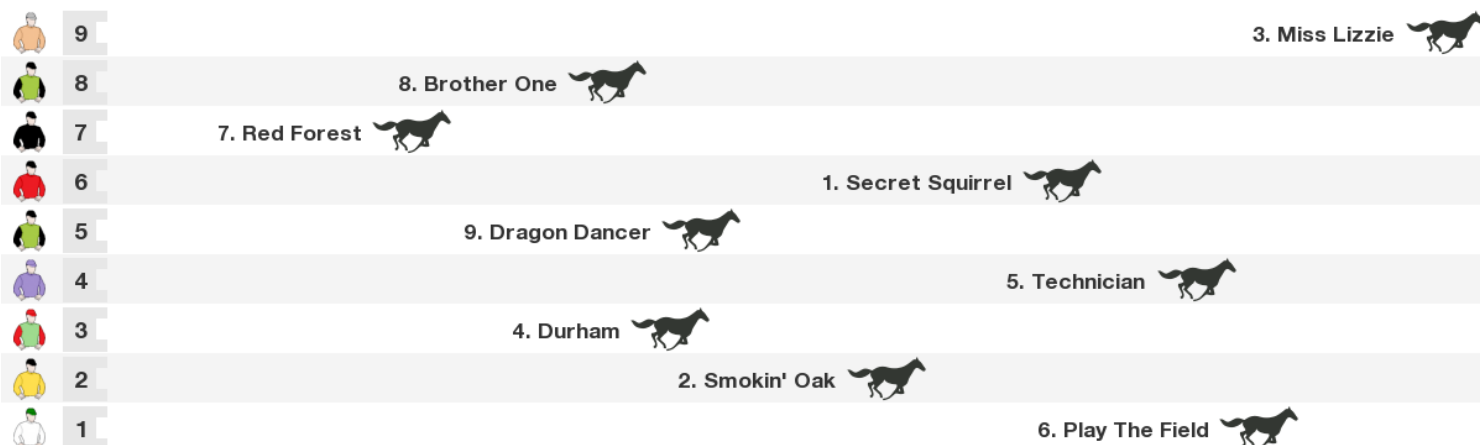 9 3. Miss Lizzie
8 8. Brother One
7 7. Red Forest
6 1. Secret Squirrel
5 9. Dragon Dancer
4 5. Technician
3 4. Durham
2 2. Smokin' Oak
1 6. Play The Field